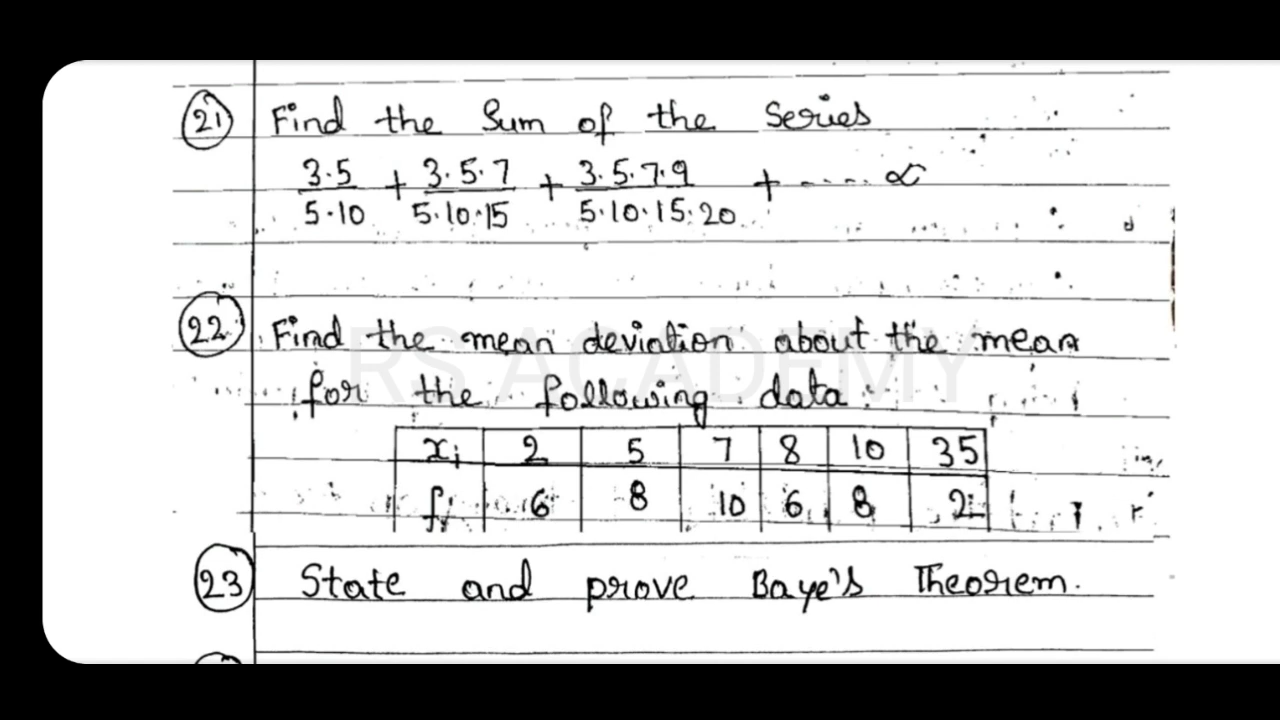 21 Find the Sum of the Series
3·5/5·10 + 3·5·7/5·10·15 + 3·5·7·9/5·10·15·20 + ----- ∝
22 Find the mean deviation about the mean
for the following data:
xi 2 5 7 8 10 35
fi 6 8 10 6 8 2
23 State and prove Baye's Theorem.
RS ACADEMY